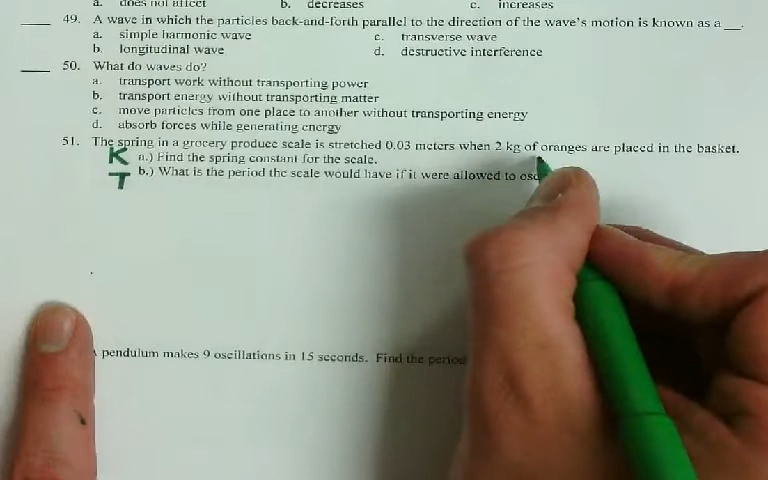 a. does not affect b. decreases c. increases
49. A wave in which the particles back-and-forth parallel to the direction of the wave's motion is known as a __.
a. simple harmonic wave c. transverse wave
b. longitudinal wave d. destructive interference
50. What do waves do?
a. transport work without transporting power
b. transport energy without transporting matter
c. move particles from one place to another without transporting energy
d. absorb forces while generating energy
51. The spring in a grocery produce scale is stretched 0.03 meters when 2 kg of oranges are placed in the basket.
K a.) Find the spring constant for the scale.
T b.) What is the period the scale would have if it were allowed to
pendulum makes 9 oscillations in 15 seconds. Find the period